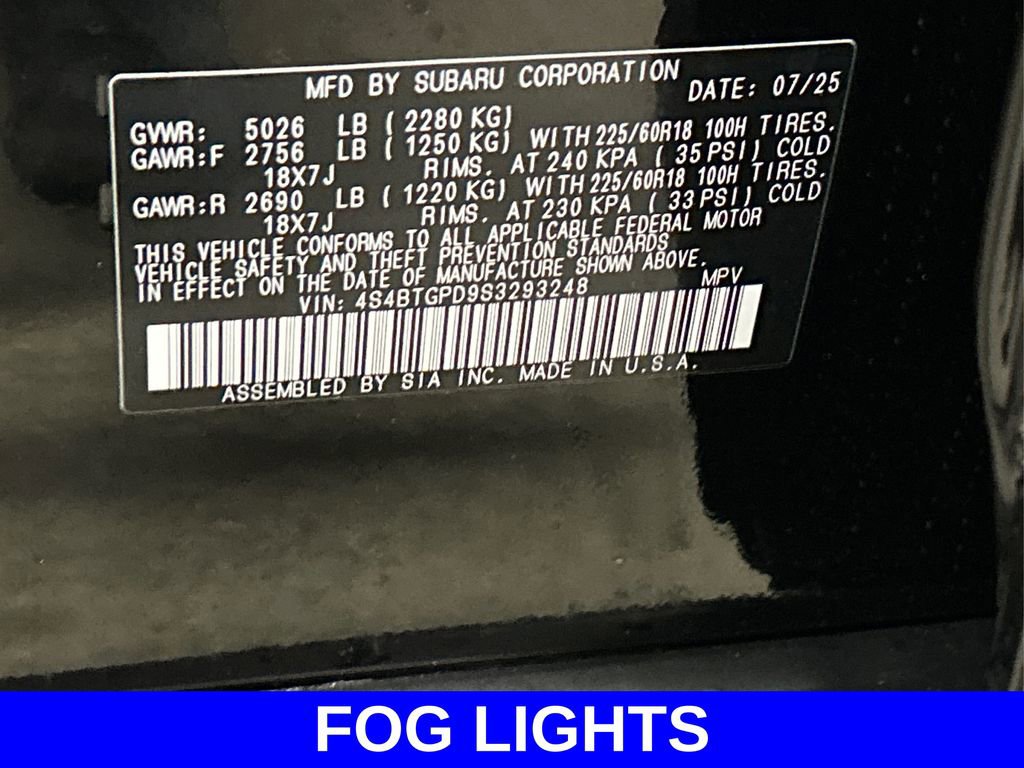 MFD BY SUBARU CORPORATION DATE: 07/25
GVWR: 5026 LB ( 2280 KG)
GAWR:F 2756 LB ( 1250 KG) WITH 225/60R18 100H TIRES.
18X7J RIMS. AT 240 KPA ( 35 PSI) COLD
GAWR:R 2690 LB ( 1220 KG) WITH 225/60R18 100H TIRES.
18X7J RIMS. AT 230 KPA ( 33 PSI) COLD
THIS VEHICLE CONFORMS TO ALL APPLICABLE FEDERAL MOTOR
VEHICLE SAFETY AND THEFT PREVENTION STANDARDS
IN EFFECT ON THE DATE OF MANUFACTURE SHOWN ABOVE.
VIN: 4S4BTGPD9S3293248 MPV
ASSEMBLED BY SIA INC. MADE IN U.S.A.
FOG LIGHTS